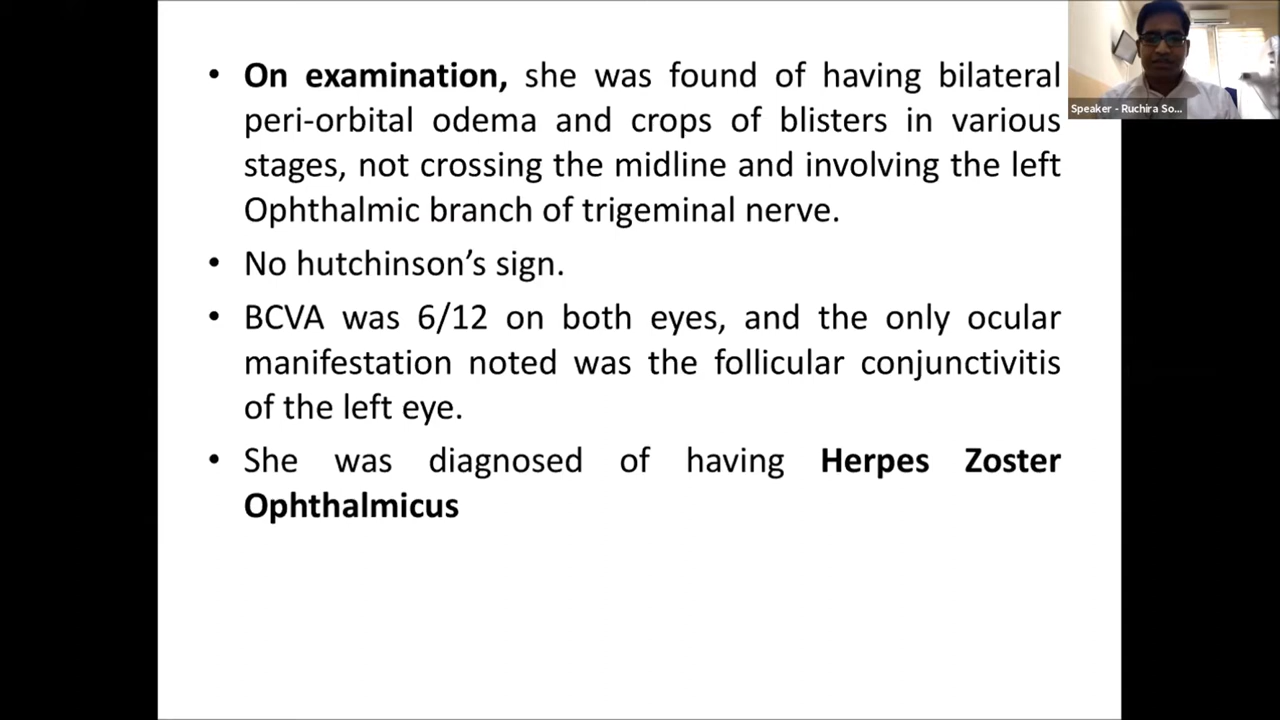 • On examination, she was found of having bilateral
peri-orbital odema and crops of blisters in various
stages, not crossing the midline and involving the left
Ophthalmic branch of trigeminal nerve.
• No hutchinson's sign.
• BCVA was 6/12 on both eyes, and the only ocular
manifestation noted was the follicular conjunctivitis
of the left eye.
• She was diagnosed of having Herpes Zoster
Ophthalmicus
Speaker - Ruchira So...